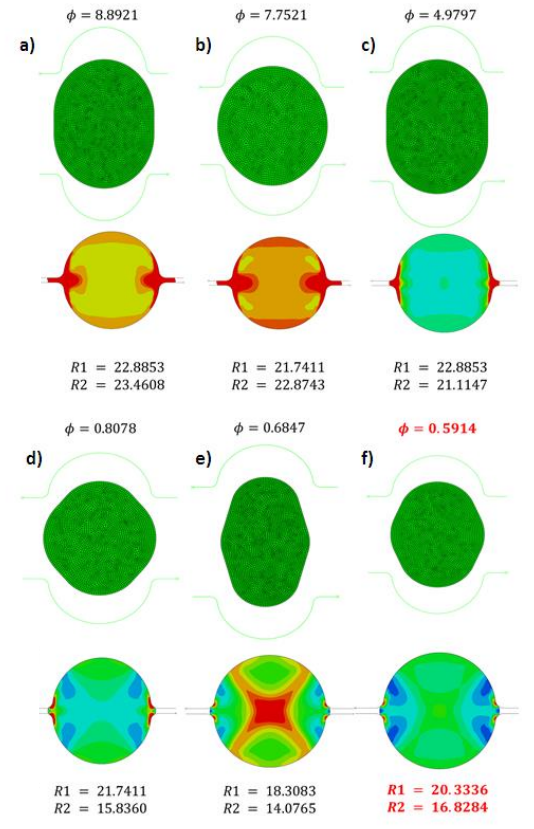 ϕ = 8.8921
ϕ = 7.7521
ϕ = 4.9797
a)
b)
c)
R1 = 22.8853
R2 = 23.4608
R1 = 21.7411
R2 = 22.8743
R1 = 22.8853
R2 = 21.1147
ϕ = 0.8078
ϕ = 0.6847
ϕ = 0.5914
d)
e)
f)
R1 = 21.7411
R2 = 15.8360
R1 = 18.3083
R2 = 14.0765
R1 = 20.3336
R2 = 16.8284